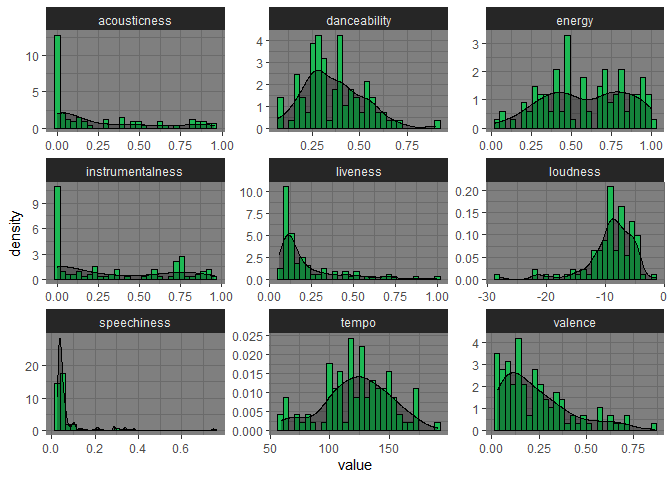 acousticness danceability energy
10 4 3
5 3 2
0 2 1
1 0
0
0.00 0.25 0.50 0.75 1.00 0.25 0.50 0.75 0.00 0.25 0.50 0.75 1.00
instrumentalness liveness loudness
9 10.0 0.20
6 7.5 0.15
3 5.0 0.10
0 2.5 0.05
0.0 0.00
0.00 0.25 0.50 0.75 1.00 0.00 0.25 0.50 0.75 1.00 -30 -20 -10 0
speechiness tempo valence
20 0.025 4
10 0.020 3
0 0.015 2
0.010 1
0.005 0
0.000
0.0 0.2 0.4 0.6 50 100 150 0.00 0.25 0.50 0.75
density
value